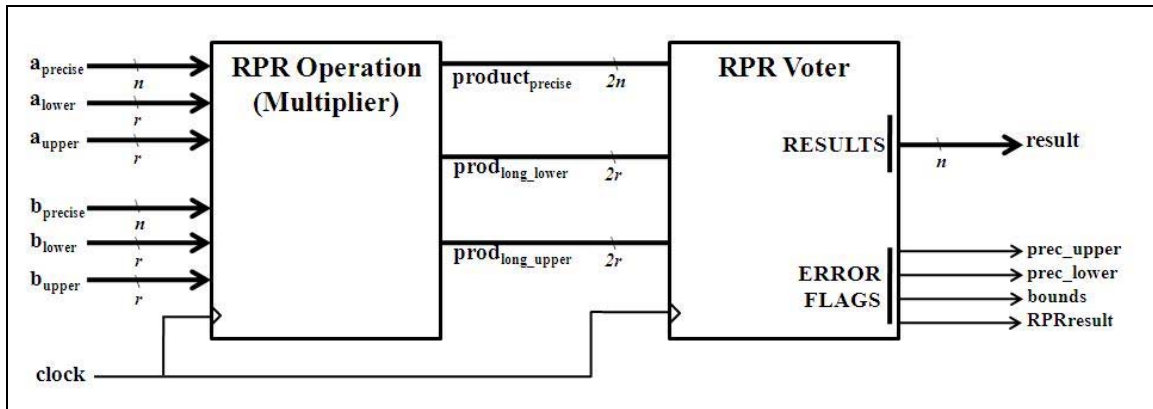 RPR Operation
(Multiplier)
a_precise
n
a_lower
r
a_upper
r
b_precise
n
b_lower
r
b_upper
r
clock
product_precise
2n
prod_long_lower
2r
prod_long_upper
2r
RPR Voter
RESULTS
n
result
ERROR
FLAGS
prec_upper
prec_lower
bounds
RPRresult